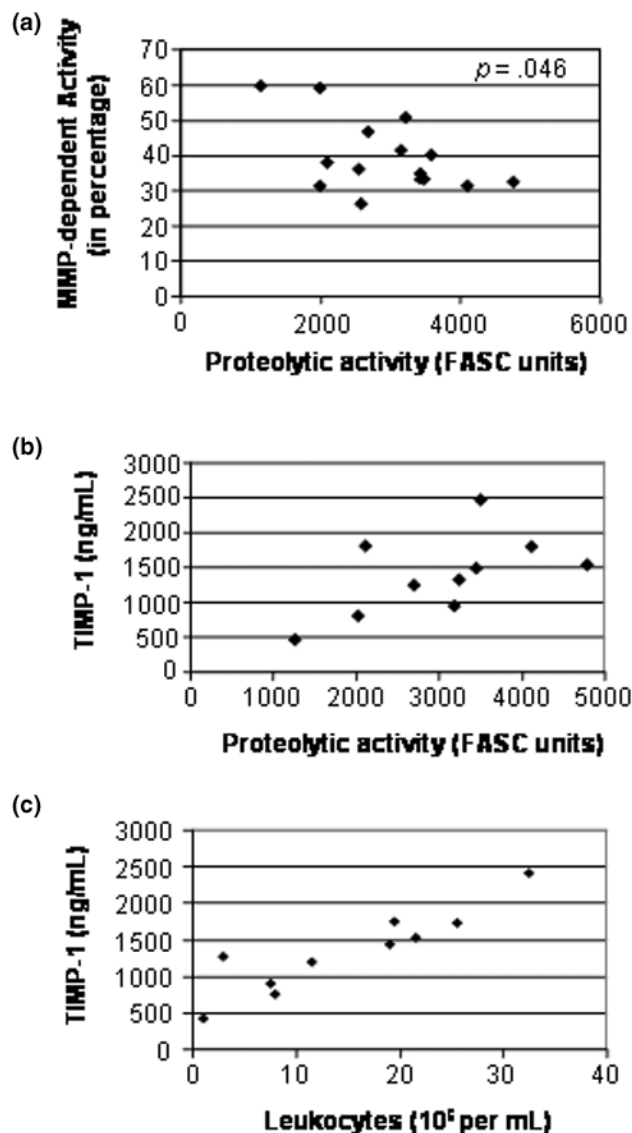 (a)
70
60
50
40
30
20
10
0
MMP-dependent Activity
(in percentage)
p = .046
0 2000 4000 6000
Proteolytic activity (FASC units)
(b)
3000
2500
2000
1500
1000
500
0
TIMP-1 (ng/mL)
0 1000 2000 3000 4000 5000
Proteolytic activity (FASC units)
(c)
3000
2500
2000
1500
1000
500
0
TIMP-1 (ng/mL)
0 10 20 30 40
Leukocytes (10⁶ per mL)